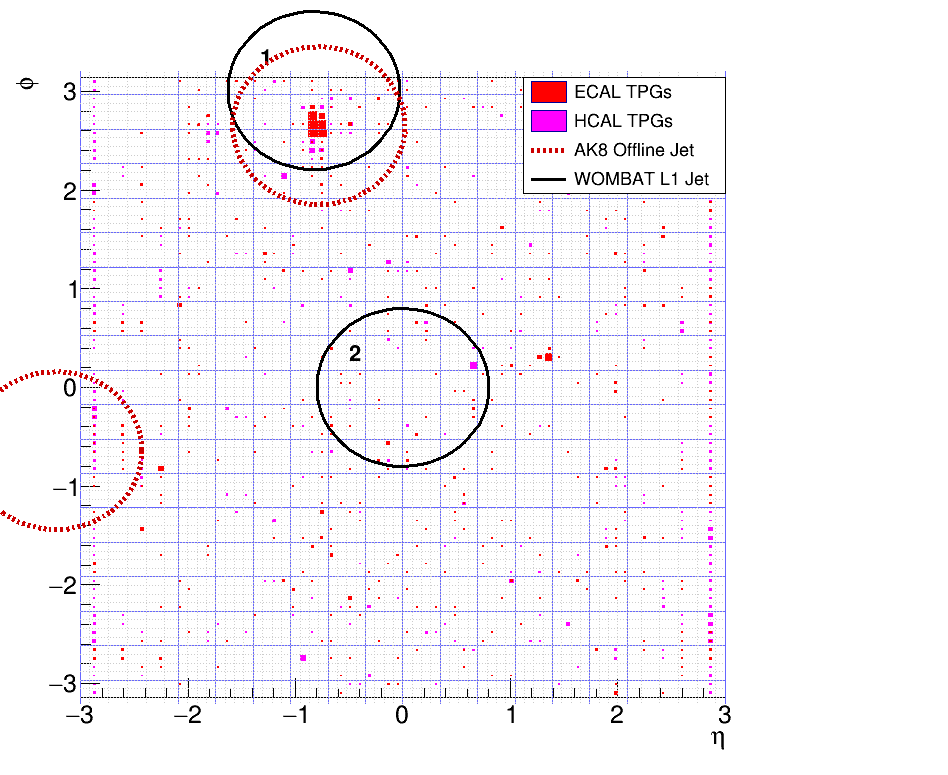 1
φ
3
ECAL TPGs
HCAL TPGs
AK8 Offline Jet
WOMBAT L1 Jet
2
1
2
0
−1
−2
−3
−3 −2 −1 0 1 2 3
η